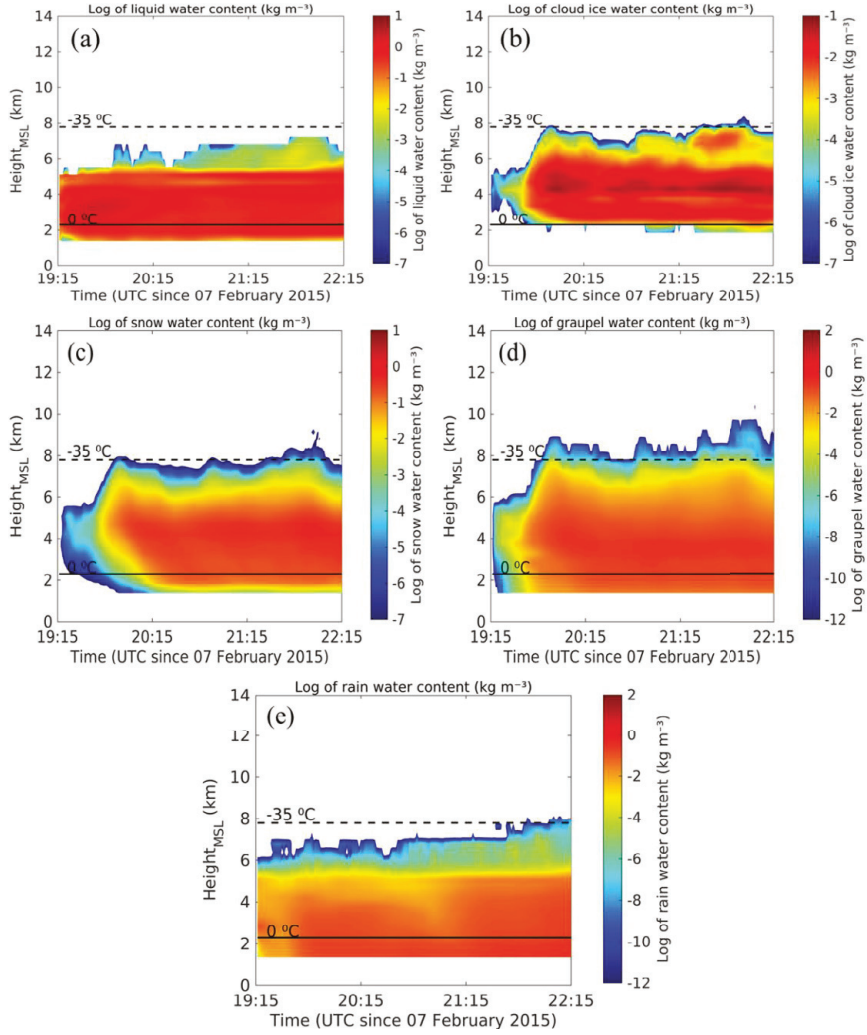 Log of liquid water content (kg m⁻³)
(a)
14
12
10
8
6
4
2
0
Height_MSL (km)
-35 ⁰C
0 ⁰C
19:15 20:15 21:15 22:15
Time (UTC since 07 February 2015)
1
0
-1
-2
-3
-4
-5
-6
-7
Log of liquid water content (kg m⁻³)
Log of cloud ice water content (kg m⁻³)
(b)
14
12
10
8
6
4
2
0
Height_MSL (km)
-35 ⁰C
0 ⁰C
19:15 20:15 21:15 22:15
Time (UTC since 07 February 2015)
-1
-2
-3
-4
-5
-6
-7
Log of cloud ice water content (kg m⁻³)
Log of snow water content (kg m⁻³)
(c)
14
12
10
8
6
4
2
0
Height_MSL (km)
-35 ⁰C
0 ⁰C
19:15 20:15 21:15 22:15
Time (UTC since 07 February 2015)
1
0
-1
-2
-3
-4
-5
-6
-7
Log of snow water content (kg m⁻³)
Log of graupel water content (kg m⁻³)
(d)
14
12
10
8
6
4
2
0
Height_MSL (km)
-35 ⁰C
0 ⁰C
19:15 20:15 21:15 22:15
Time (UTC since 07 February 2015)
2
0
-2
-4
-6
-8
-10
-12
Log of graupel water content (kg m⁻³)
Log of rain water content (kg m⁻³)
(e)
14
12
10
8
6
4
2
0
Height_MSL (km)
-35 ⁰C
0 ⁰C
19:15 20:15 21:15 22:15
Time (UTC since 07 February 2015)
2
0
-2
-4
-6
-8
-10
-12
Log of rain water content (kg m⁻³)